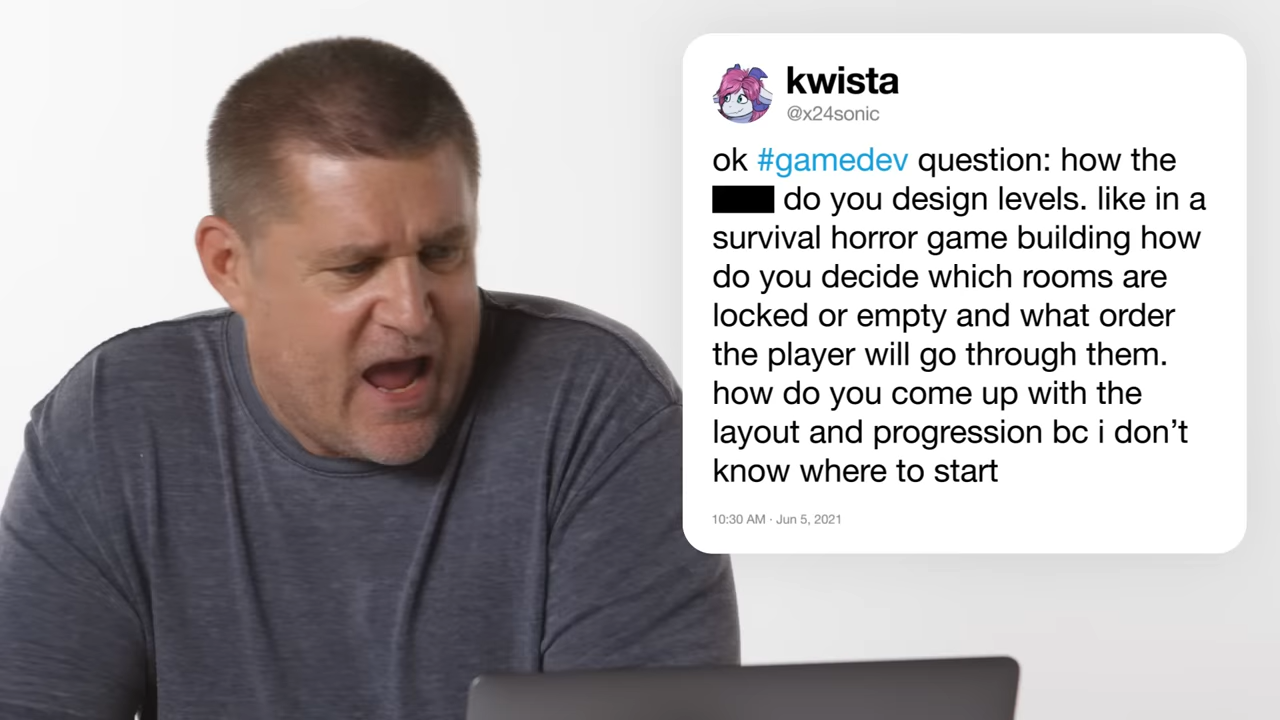 kwista
@x24sonic
ok #gamedev question: how the
do you design levels. like in a
survival horror game building how
do you decide which rooms are
locked or empty and what order
the player will go through them.
how do you come up with the
layout and progression bc i don’t
know where to start
10:30 AM · Jun 5, 2021